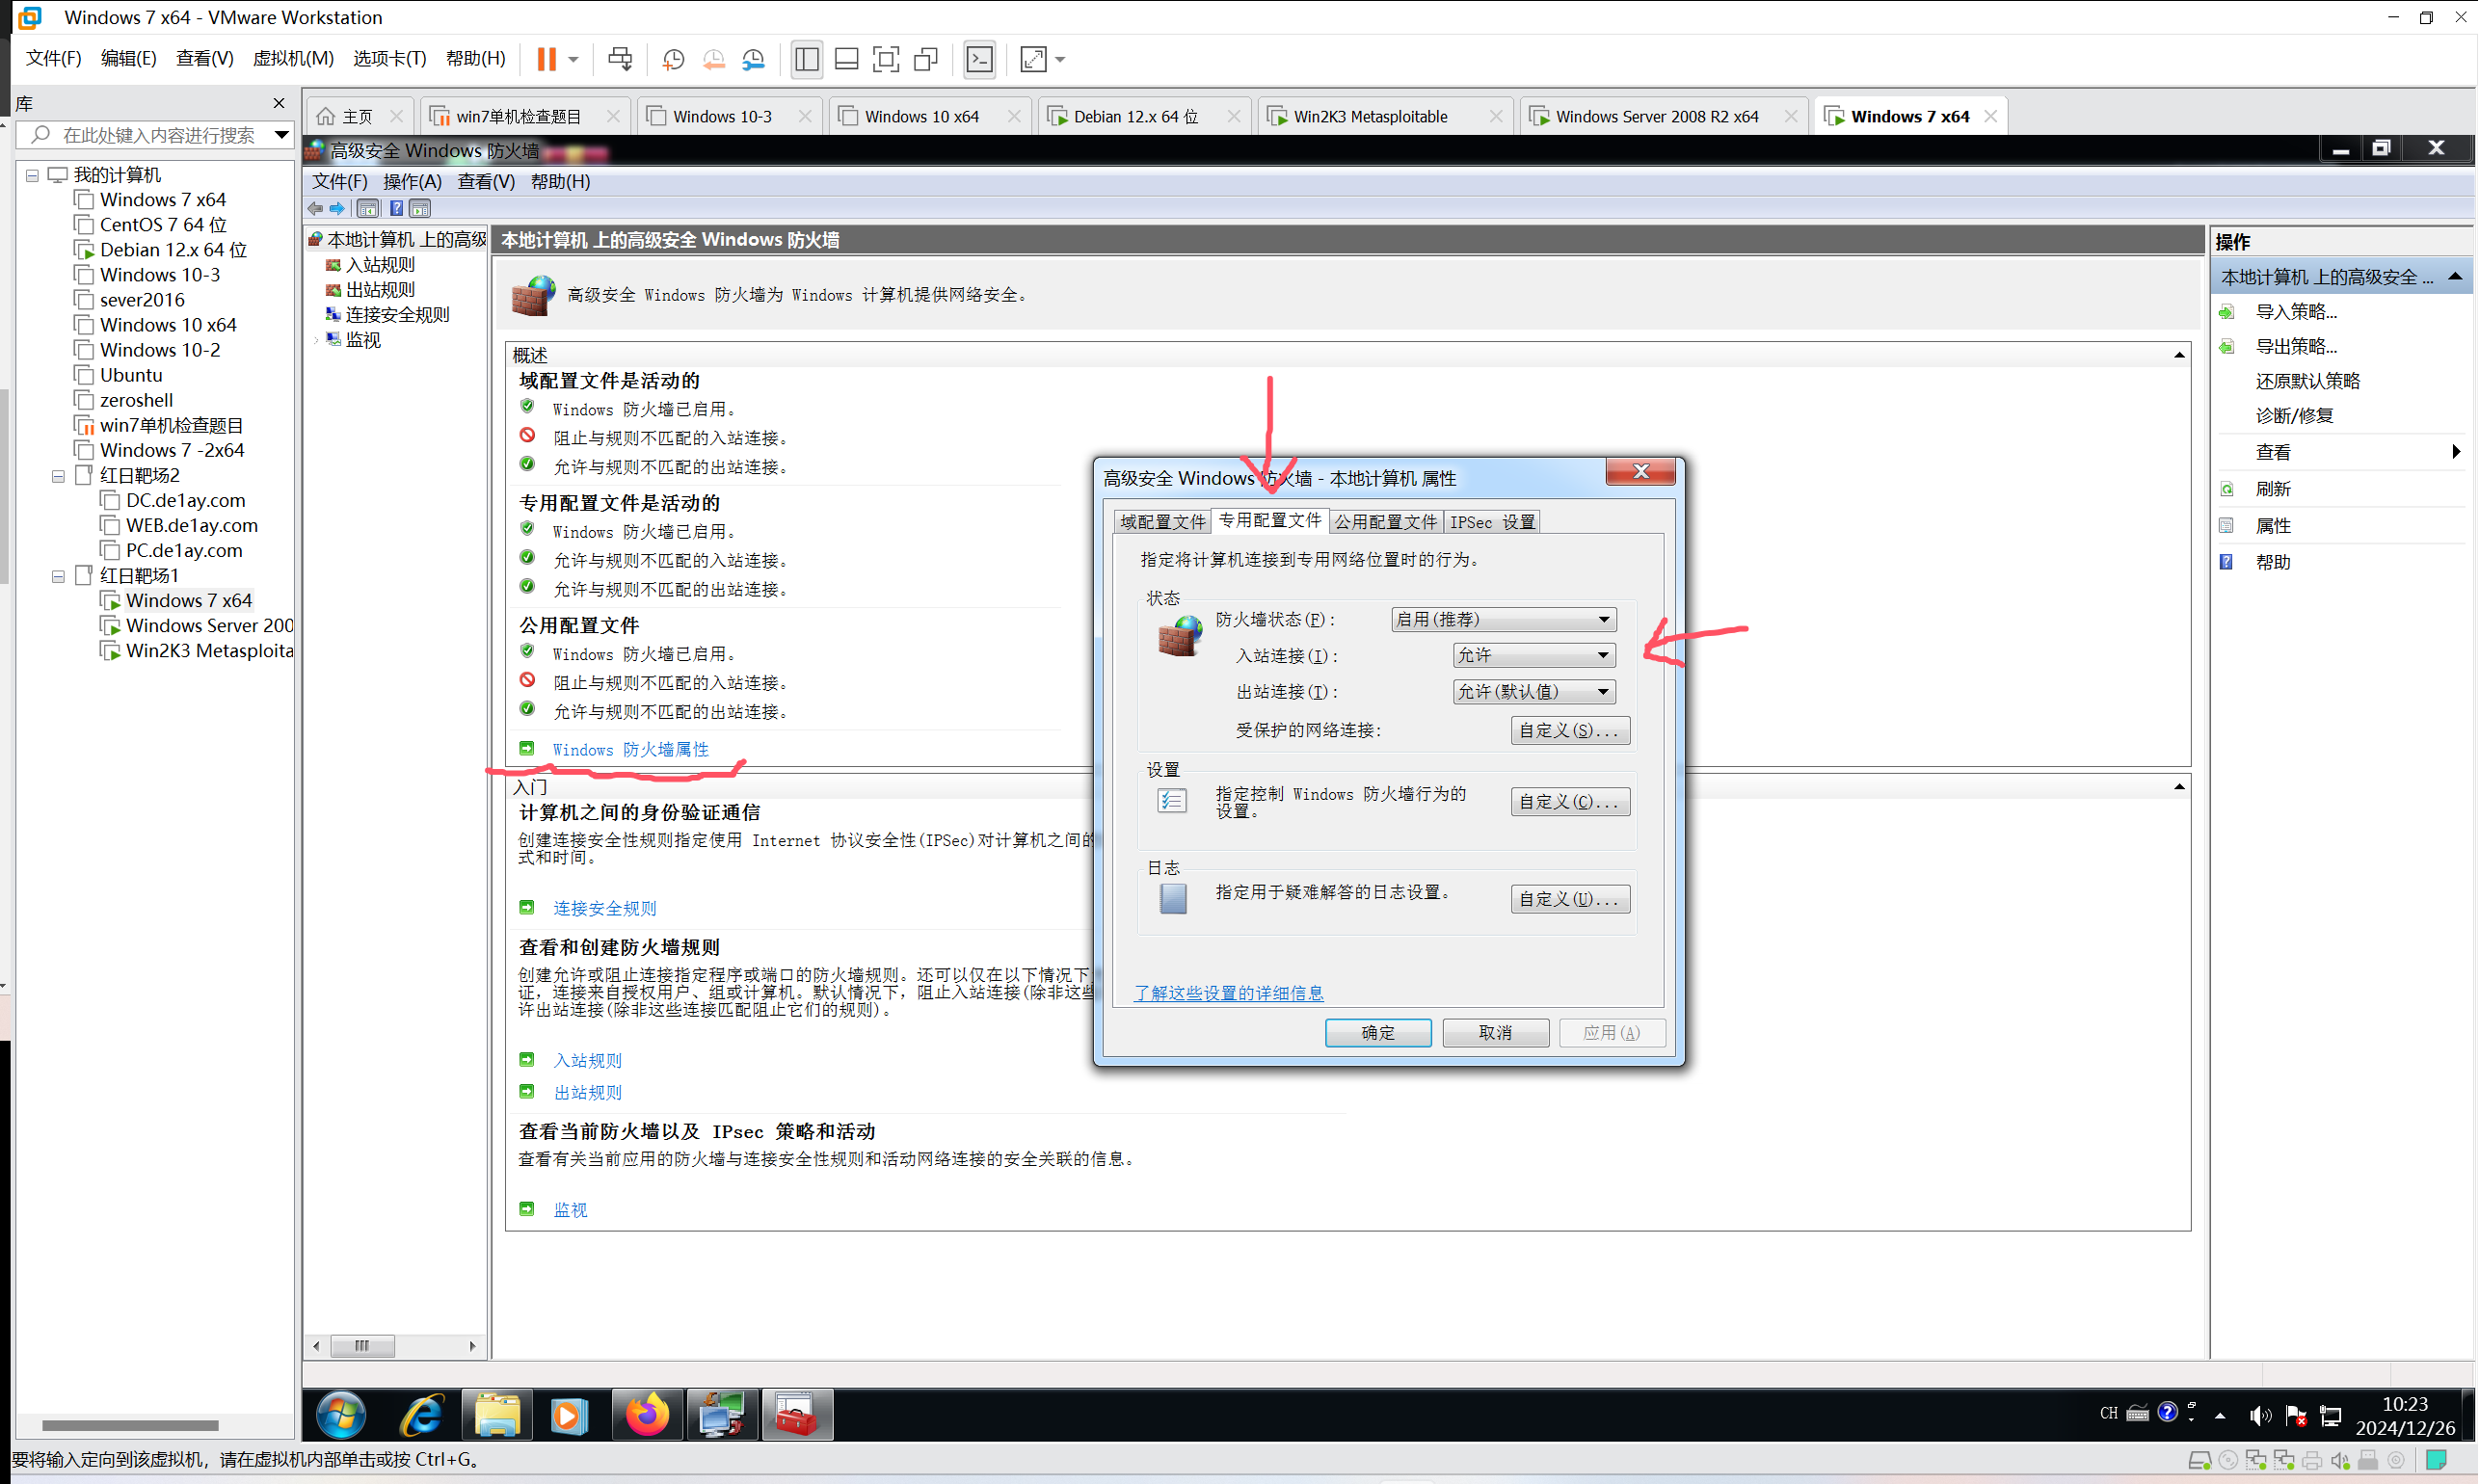 Windows 7 x64 - VMware Workstation
文件(F) 编辑(E) 查看(V) 虚拟机(M) 选项卡(T) 帮助(H)
库
在此处键入内容进行搜索
我的计算机
Windows 7 x64
CentOS 7 64 位
Debian 12.x 64 位
Windows 10-3
sever2016
Windows 10 x64
Windows 10-2
Ubuntu
zeroshell
win7单机检查题目
Windows 7 -2x64
红日靶场2
DC.de1ay.com
WEB.de1ay.com
PC.de1ay.com
红日靶场1
Windows 7 x64
Windows Server 200
Win2K3 Metasploita
主页 win7单机检查题目 Windows 10-3 Windows 10 x64 Debian 12.x 64 位 Win2K3 Metasploitable Windows Server 2008 R2 x64 Windows 7 x64
高级安全 Windows 防火墙
文件(F) 操作(A) 查看(V) 帮助(H)
本地计算机 上的高级
入站规则
出站规则
连接安全规则
监视
本地计算机 上的高级安全 Windows 防火墙
高级安全 Windows 防火墙为 Windows 计算机提供网络安全。
概述
域配置文件是活动的
Windows 防火墙已启用。
阻止与规则不匹配的入站连接。
允许与规则不匹配的出站连接。
专用配置文件是活动的
Windows 防火墙已启用。
允许与规则不匹配的入站连接。
允许与规则不匹配的出站连接。
公用配置文件
Windows 防火墙已启用。
阻止与规则不匹配的入站连接。
允许与规则不匹配的出站连接。
Windows 防火墙属性
入门
计算机之间的身份验证通信
创建连接安全性规则指定使用 Internet 协议安全性(IPSec)对计算机之间的
式和时间。
连接安全规则
查看和创建防火墙规则
创建允许或阻止连接指定程序或端口的防火墙规则。还可以仅在以下情况下
证，连接来自授权用户、组或计算机。默认情况下，阻止入站连接(除非这些
许出站连接(除非这些连接匹配阻止它们的规则)。
入站规则
出站规则
查看当前防火墙以及 IPsec 策略和活动
查看有关当前应用的防火墙与连接安全性规则和活动网络连接的安全关联的信息。
监视
高级安全 Windows 防火墙 - 本地计算机 属性
域配置文件 专用配置文件 公用配置文件 IPSec 设置
指定将计算机连接到专用网络位置时的行为。
状态
防火墙状态(F): 启用(推荐)
入站连接(I): 允许
出站连接(T): 允许(默认值)
受保护的网络连接: 自定义(S)...
设置
指定控制 Windows 防火墙行为的
设置。
自定义(C)...
日志
指定用于疑难解答的日志设置。 自定义(U)...
了解这些设置的详细信息
确定 取消 应用(A)
操作
本地计算机 上的高级安全 ...
导入策略...
导出策略...
还原默认策略
诊断/修复
查看
刷新
属性
帮助
CH
10:23
2024/12/26
要将输入定向到该虚拟机，请在虚拟机内部单击或按 Ctrl+G。